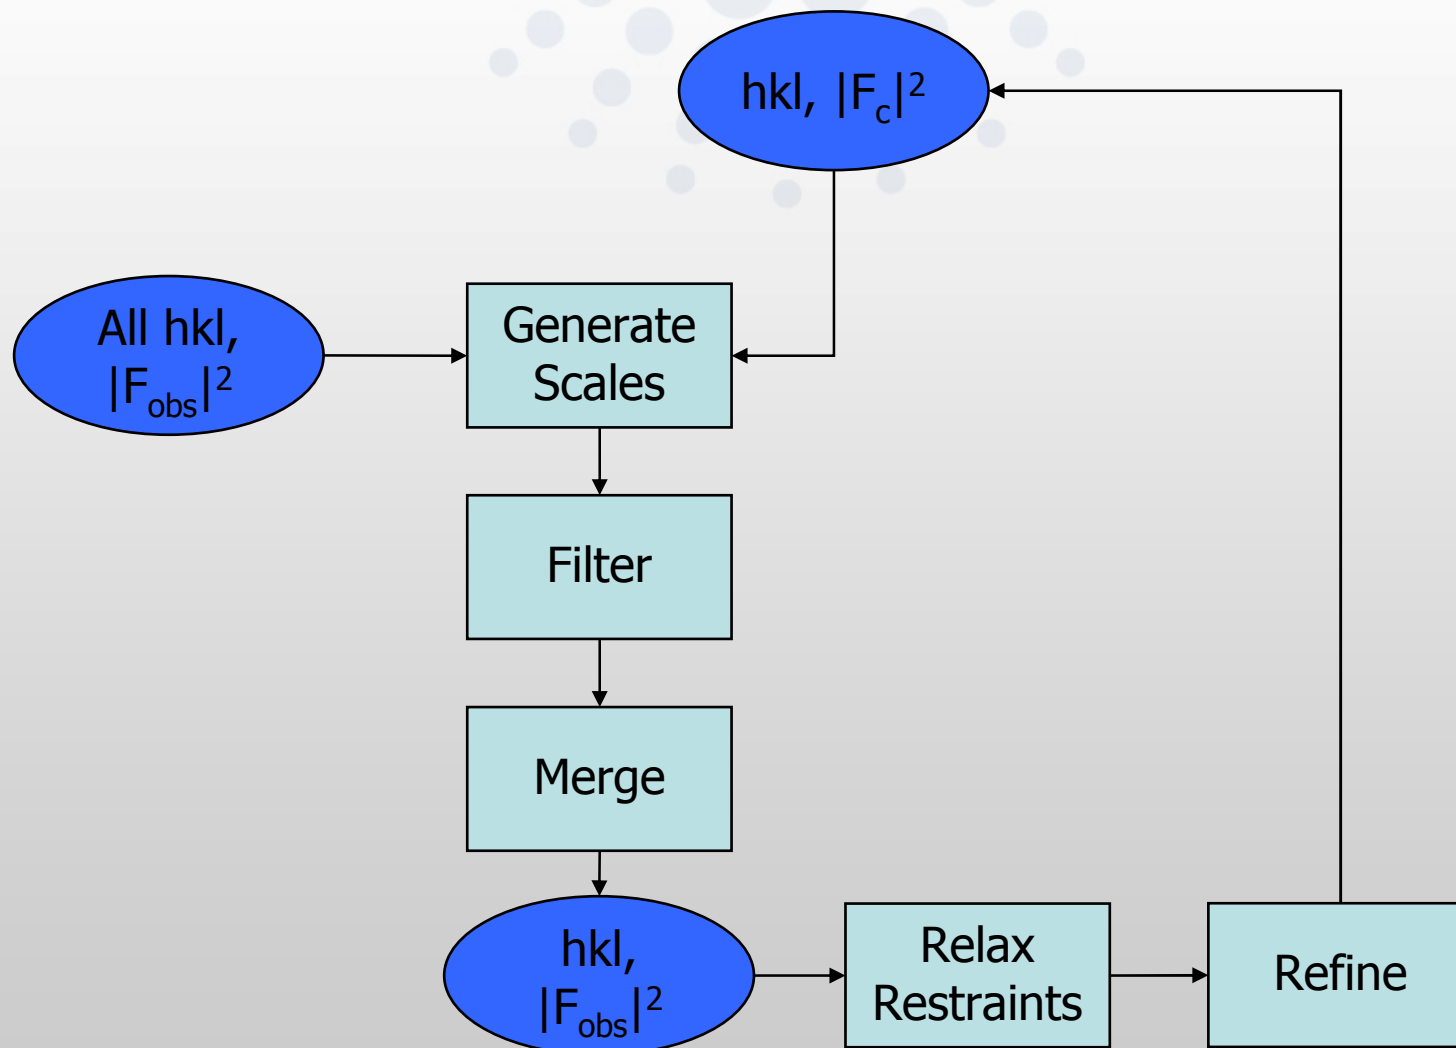 hkl, |Fc|²
All hkl,
|Fobs|²
Generate
Scales
Filter
Merge
hkl,
|Fobs|²
Relax
Restraints
Refine